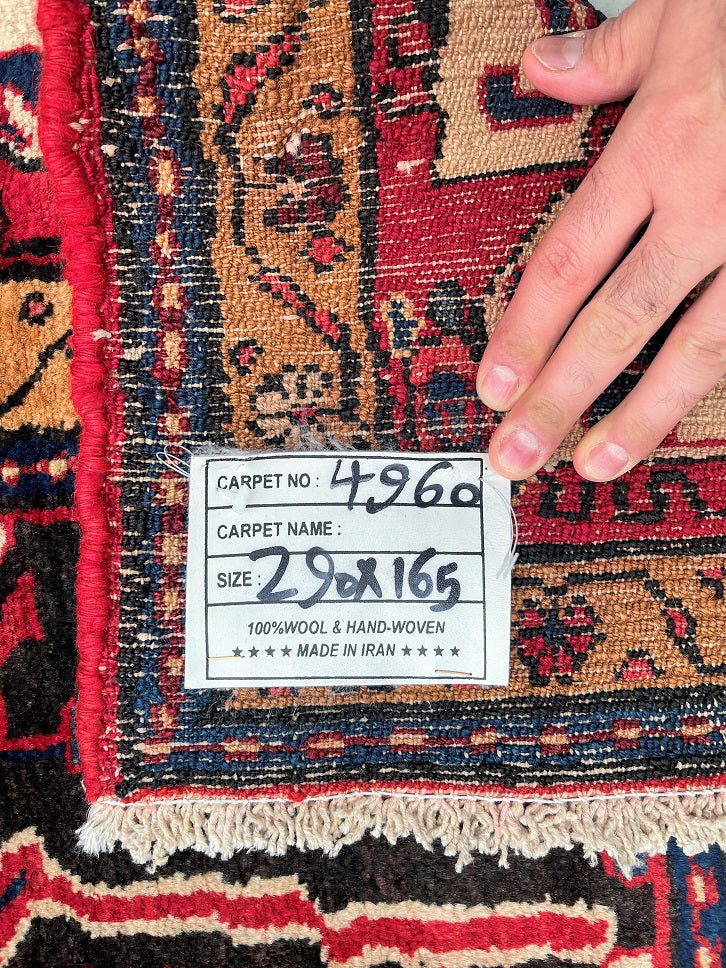 CARPET NO : 4960
CARPET NAME :
SIZE : 290X165
100%WOOL & HAND-WOVEN
★★★★ MADE IN IRAN ★★★★